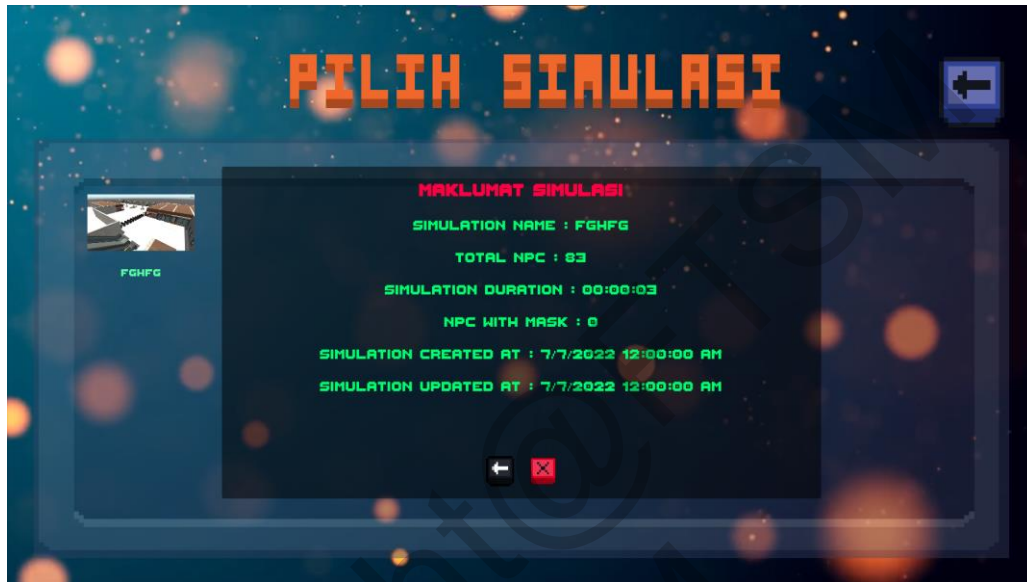 PILIH SIMULASI
MAKLUMAT SIMULASI
SIMULATION NAME : FGHFG
TOTAL NPC : 83
SIMULATION DURATION : 00:00:03
NPC WITH MASK : 0
SIMULATION CREATED AT : 7/7/2022 12:00:00 AM
SIMULATION UPDATED AT : 7/7/2022 12:00:00 AM
FGHFG
ht@FTSM